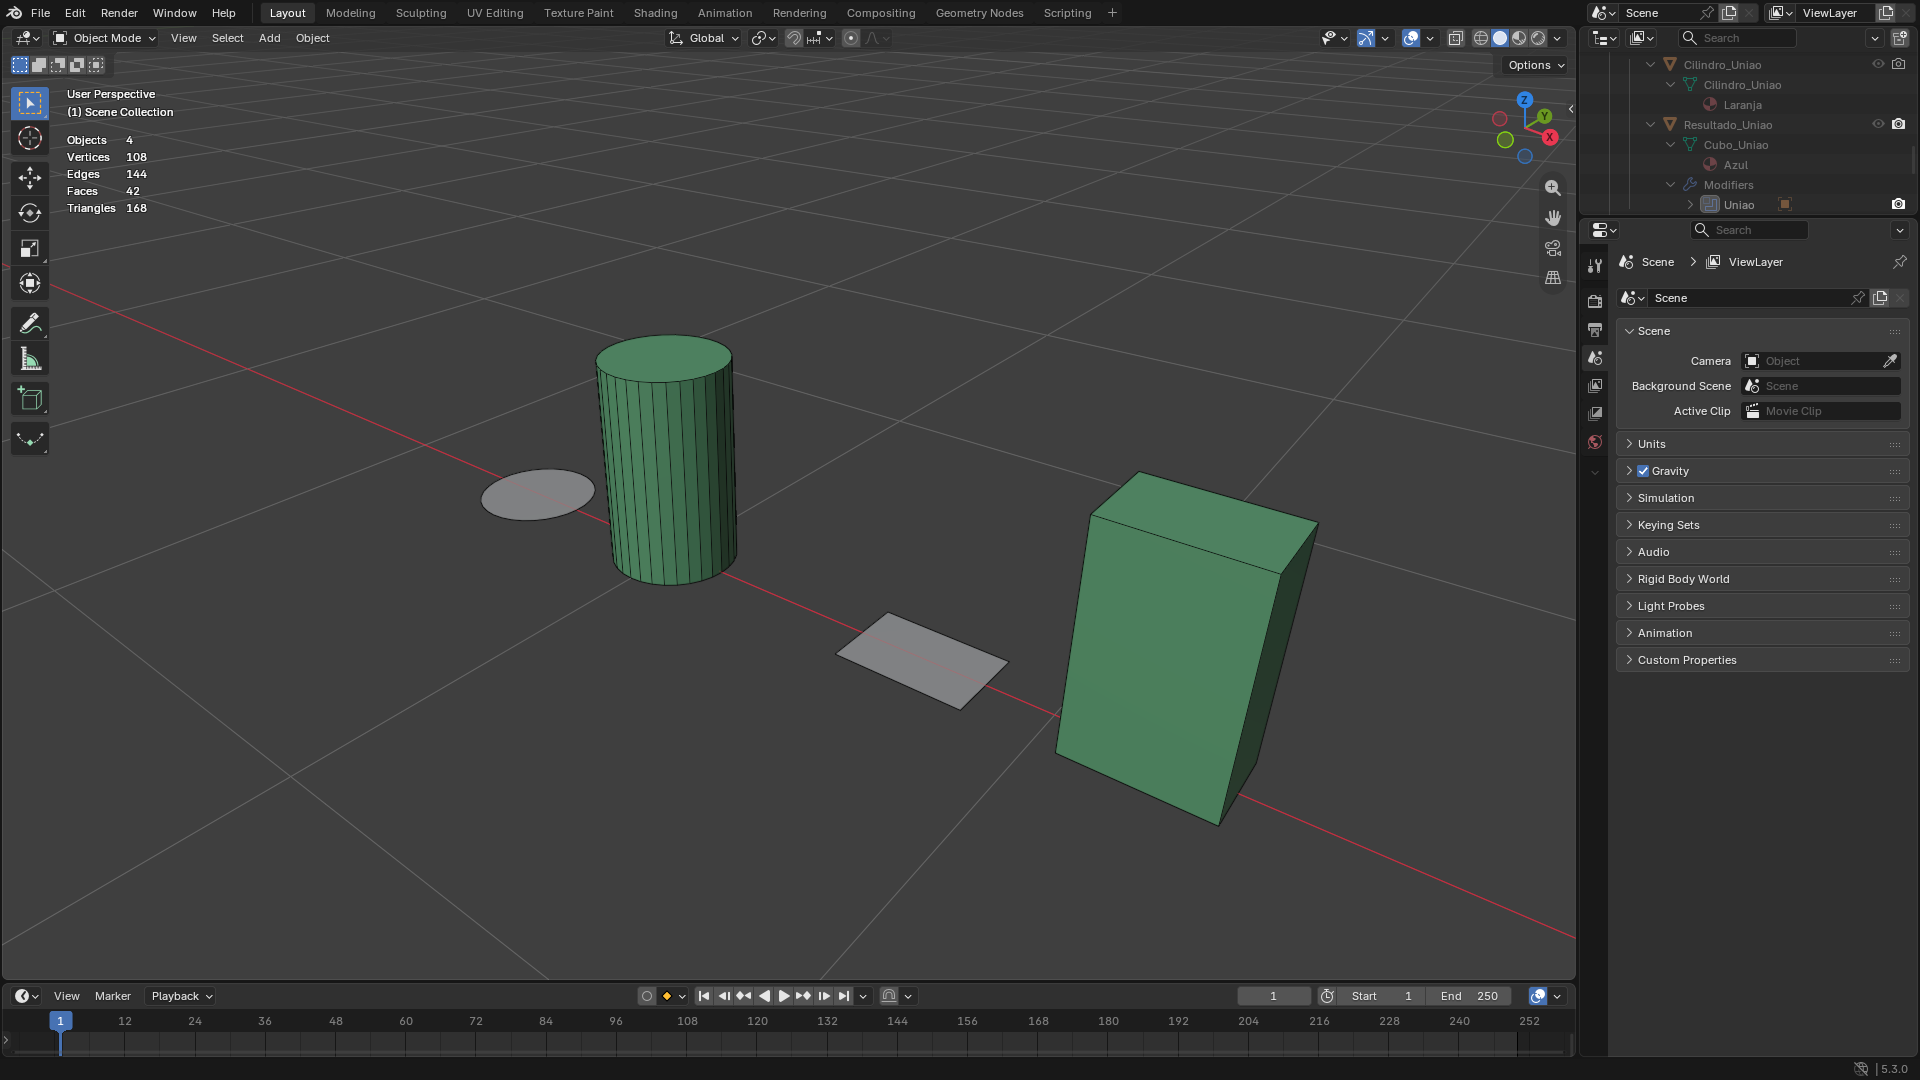 File Edit Render Window Help Layout Modeling Sculpting UV Editing Texture Paint Shading Animation Rendering Compositing Geometry Nodes Scripting + Scene ViewLayer
Object Mode View Select Add Object Global Search
Options
User Perspective
(1) Scene Collection
Objects 4
Vertices 108
Edges 144
Faces 42
Triangles 168
Z
Y
X
Cilindro_Uniao
Cilindro_Uniao
Laranja
Resultado_Uniao
Cubo_Uniao
Azul
Modifiers
Uniao
Search
Scene ViewLayer
Scene
Scene
Camera Object
Background Scene Scene
Active Clip Movie Clip
Units
Gravity
Simulation
Keying Sets
Audio
Rigid Body World
Light Probes
Animation
Custom Properties
View Marker Playback 1 Start 1 End 250
1 12 24 36 48 60 72 84 96 108 120 132 144 156 168 180 192 204 216 228 240 252
5.3.0